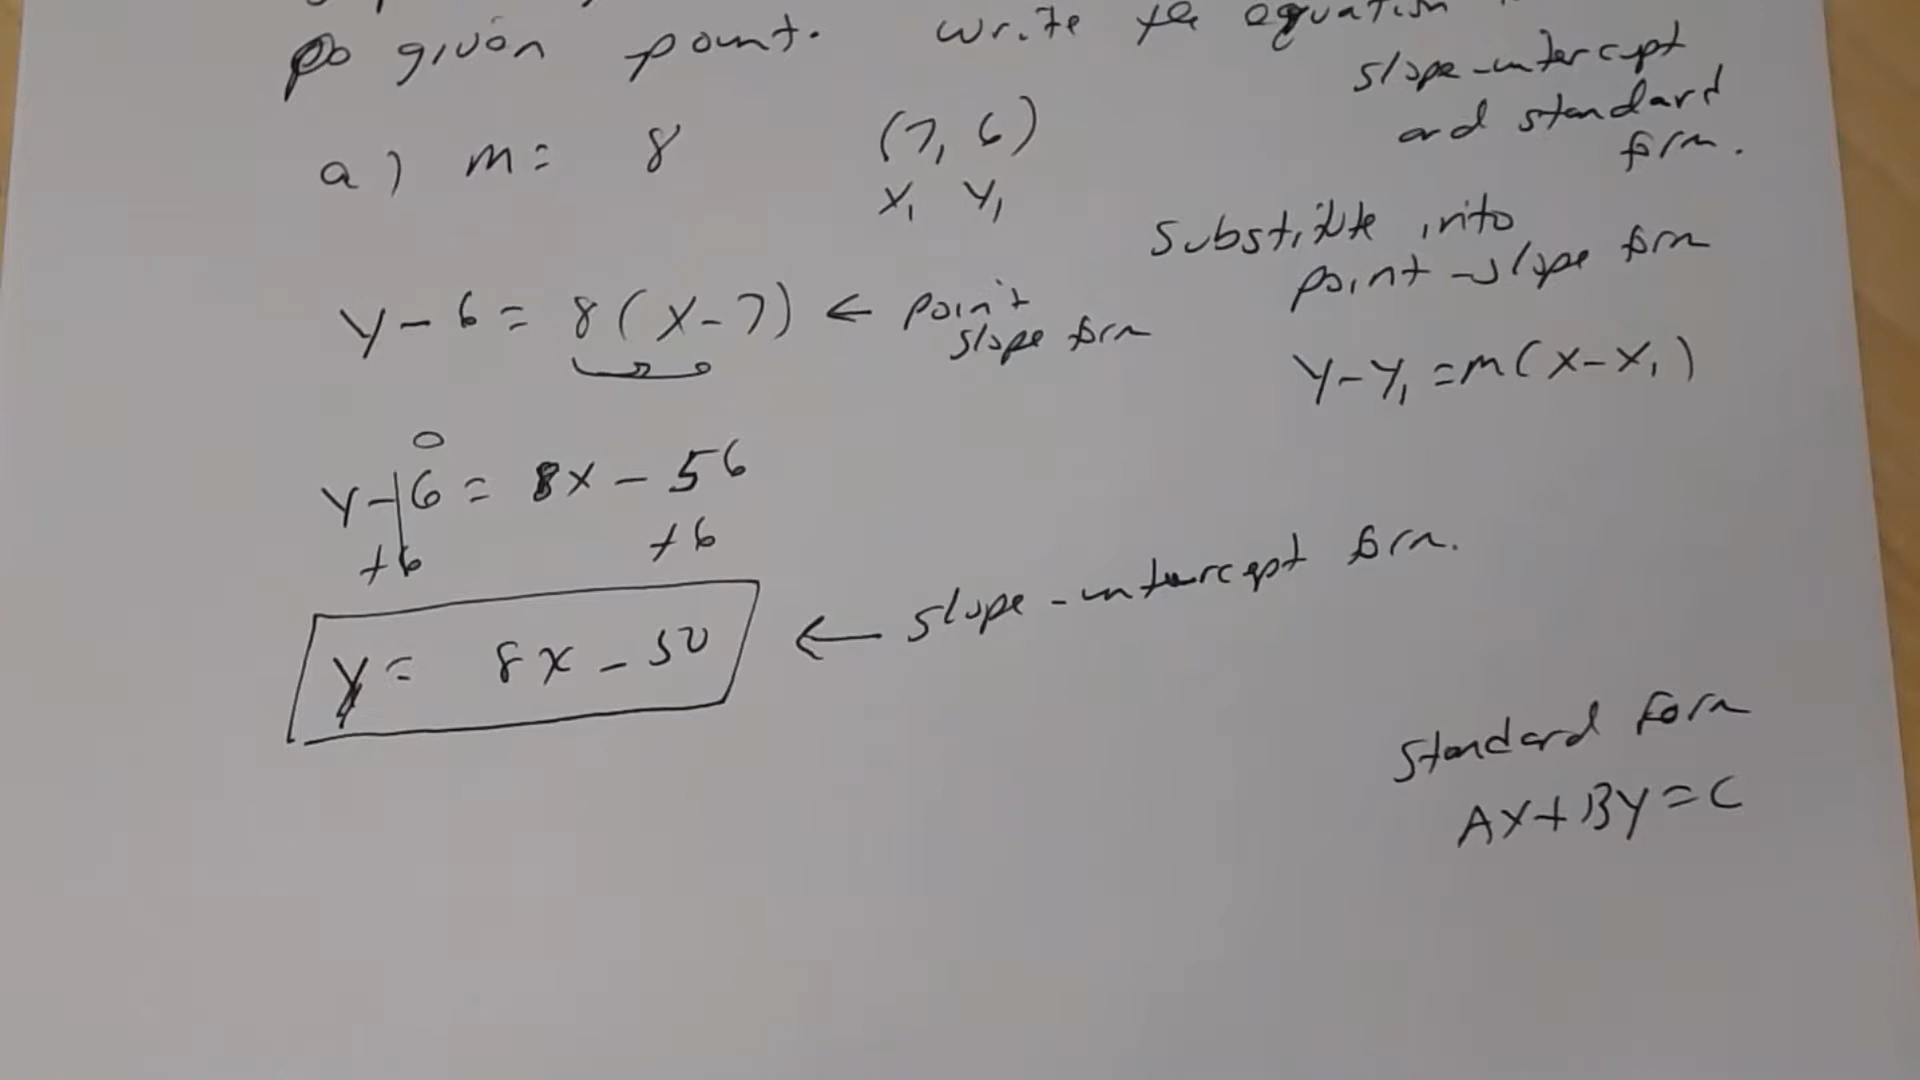 given point. write the equation
slope-intercept
and standard
form.
a) m = 8 (7, 6)
X₁ Y₁
Substitute into
point-slope form
Y - 6 = 8(X - 7) ← point
slope form
Y - Y₁ = m(X - X₁)
0
Y - 6 = 8X - 56
+6 +6
Y = 8X - 50 ← slope-intercept form.
Standard Form
AX + BY = C